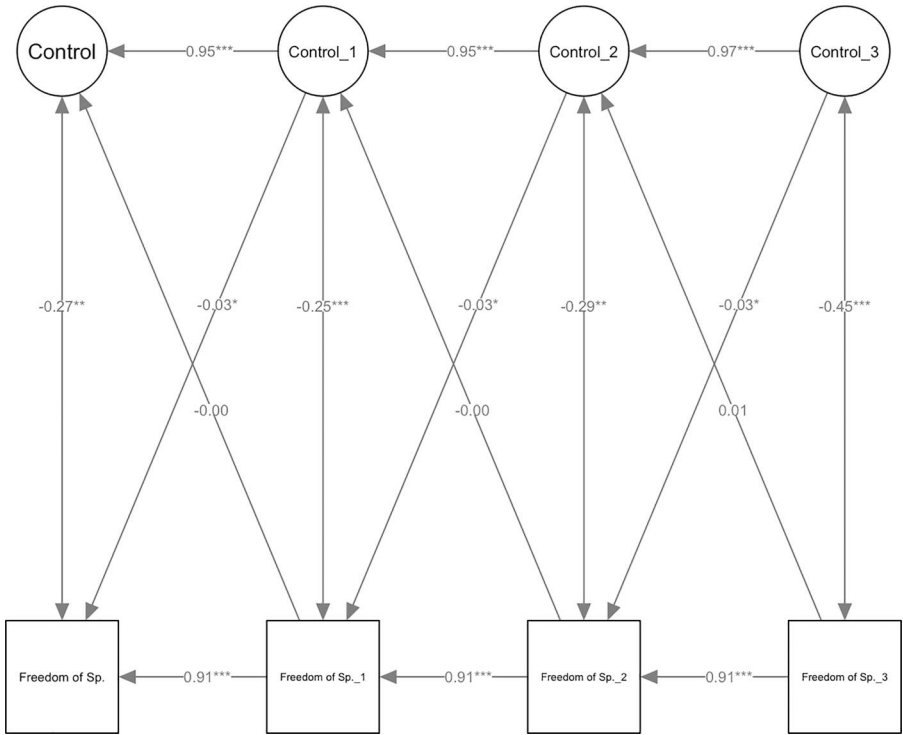 Control
0.95***
Control_1
0.95***
Control_2
0.97***
Control_3
-0.27**
-0.03*
-0.25***
-0.03*
-0.29**
-0.03*
-0.45***
-0.00
-0.00
0.01
Freedom of Sp.
0.91***
Freedom of Sp._1
0.91***
Freedom of Sp._2
0.91***
Freedom of Sp._3